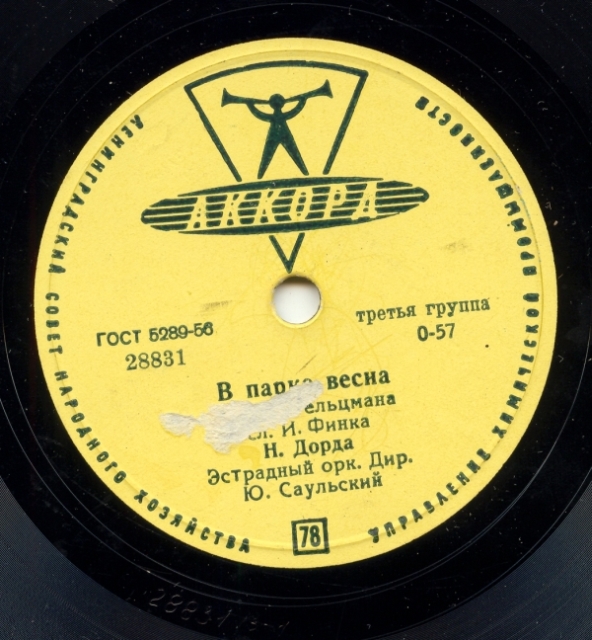 АККОРД
ЛЕНИНГРАДСКИЙ СОВЕТ НАРОДНОГО ХОЗЯЙСТВА
УПРАВЛЕНИЕ ХИМИЧЕСКОЙ ПРОМЫШЛЕННОСТИ
ГОСТ 5289-56
28831
третья группа
0-57
В парке весна
ельцмана
сл. И. Финка
Н. Дорда
Эстрадный орк. Дир.
Ю. Саульский
78